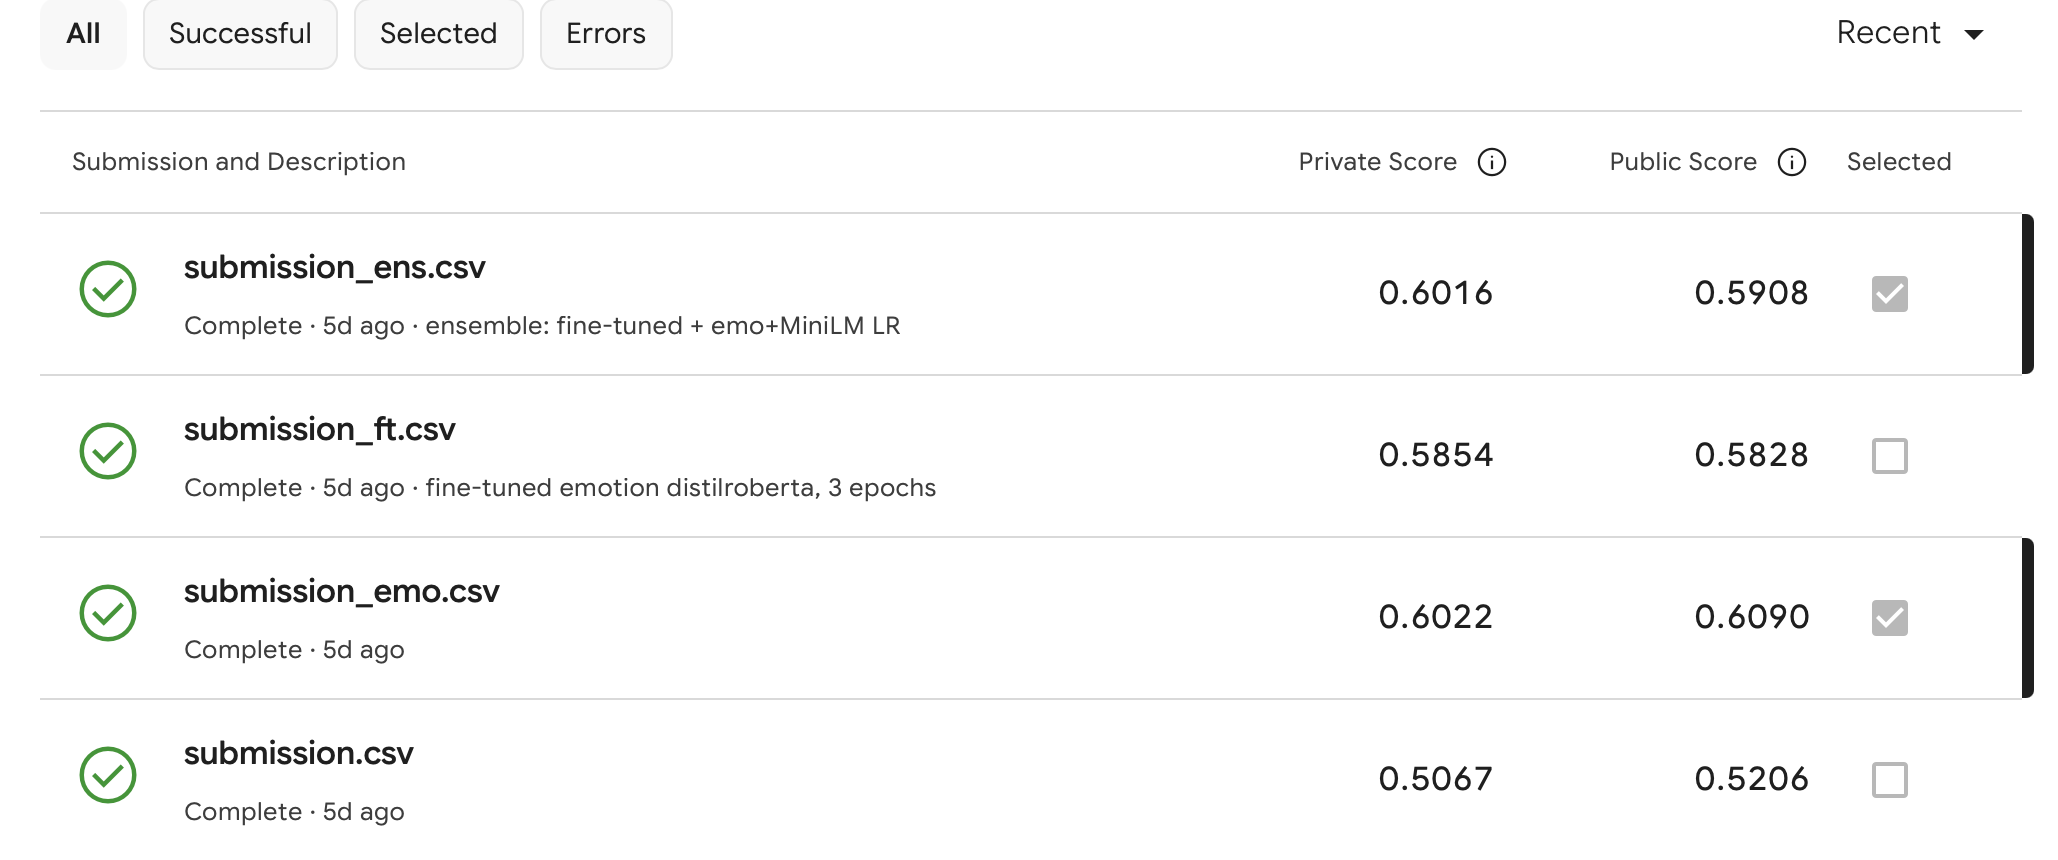 All Successful Selected Errors Recent
Submission and Description Private Score Public Score Selected
submission_ens.csv
0.6016 0.5908
Complete · 5d ago · ensemble: fine-tuned + emo+MiniLM LR
submission_ft.csv
0.5854 0.5828
Complete · 5d ago · fine-tuned emotion distilroberta, 3 epochs
submission_emo.csv
0.6022 0.6090
Complete · 5d ago
submission.csv
0.5067 0.5206
Complete · 5d ago